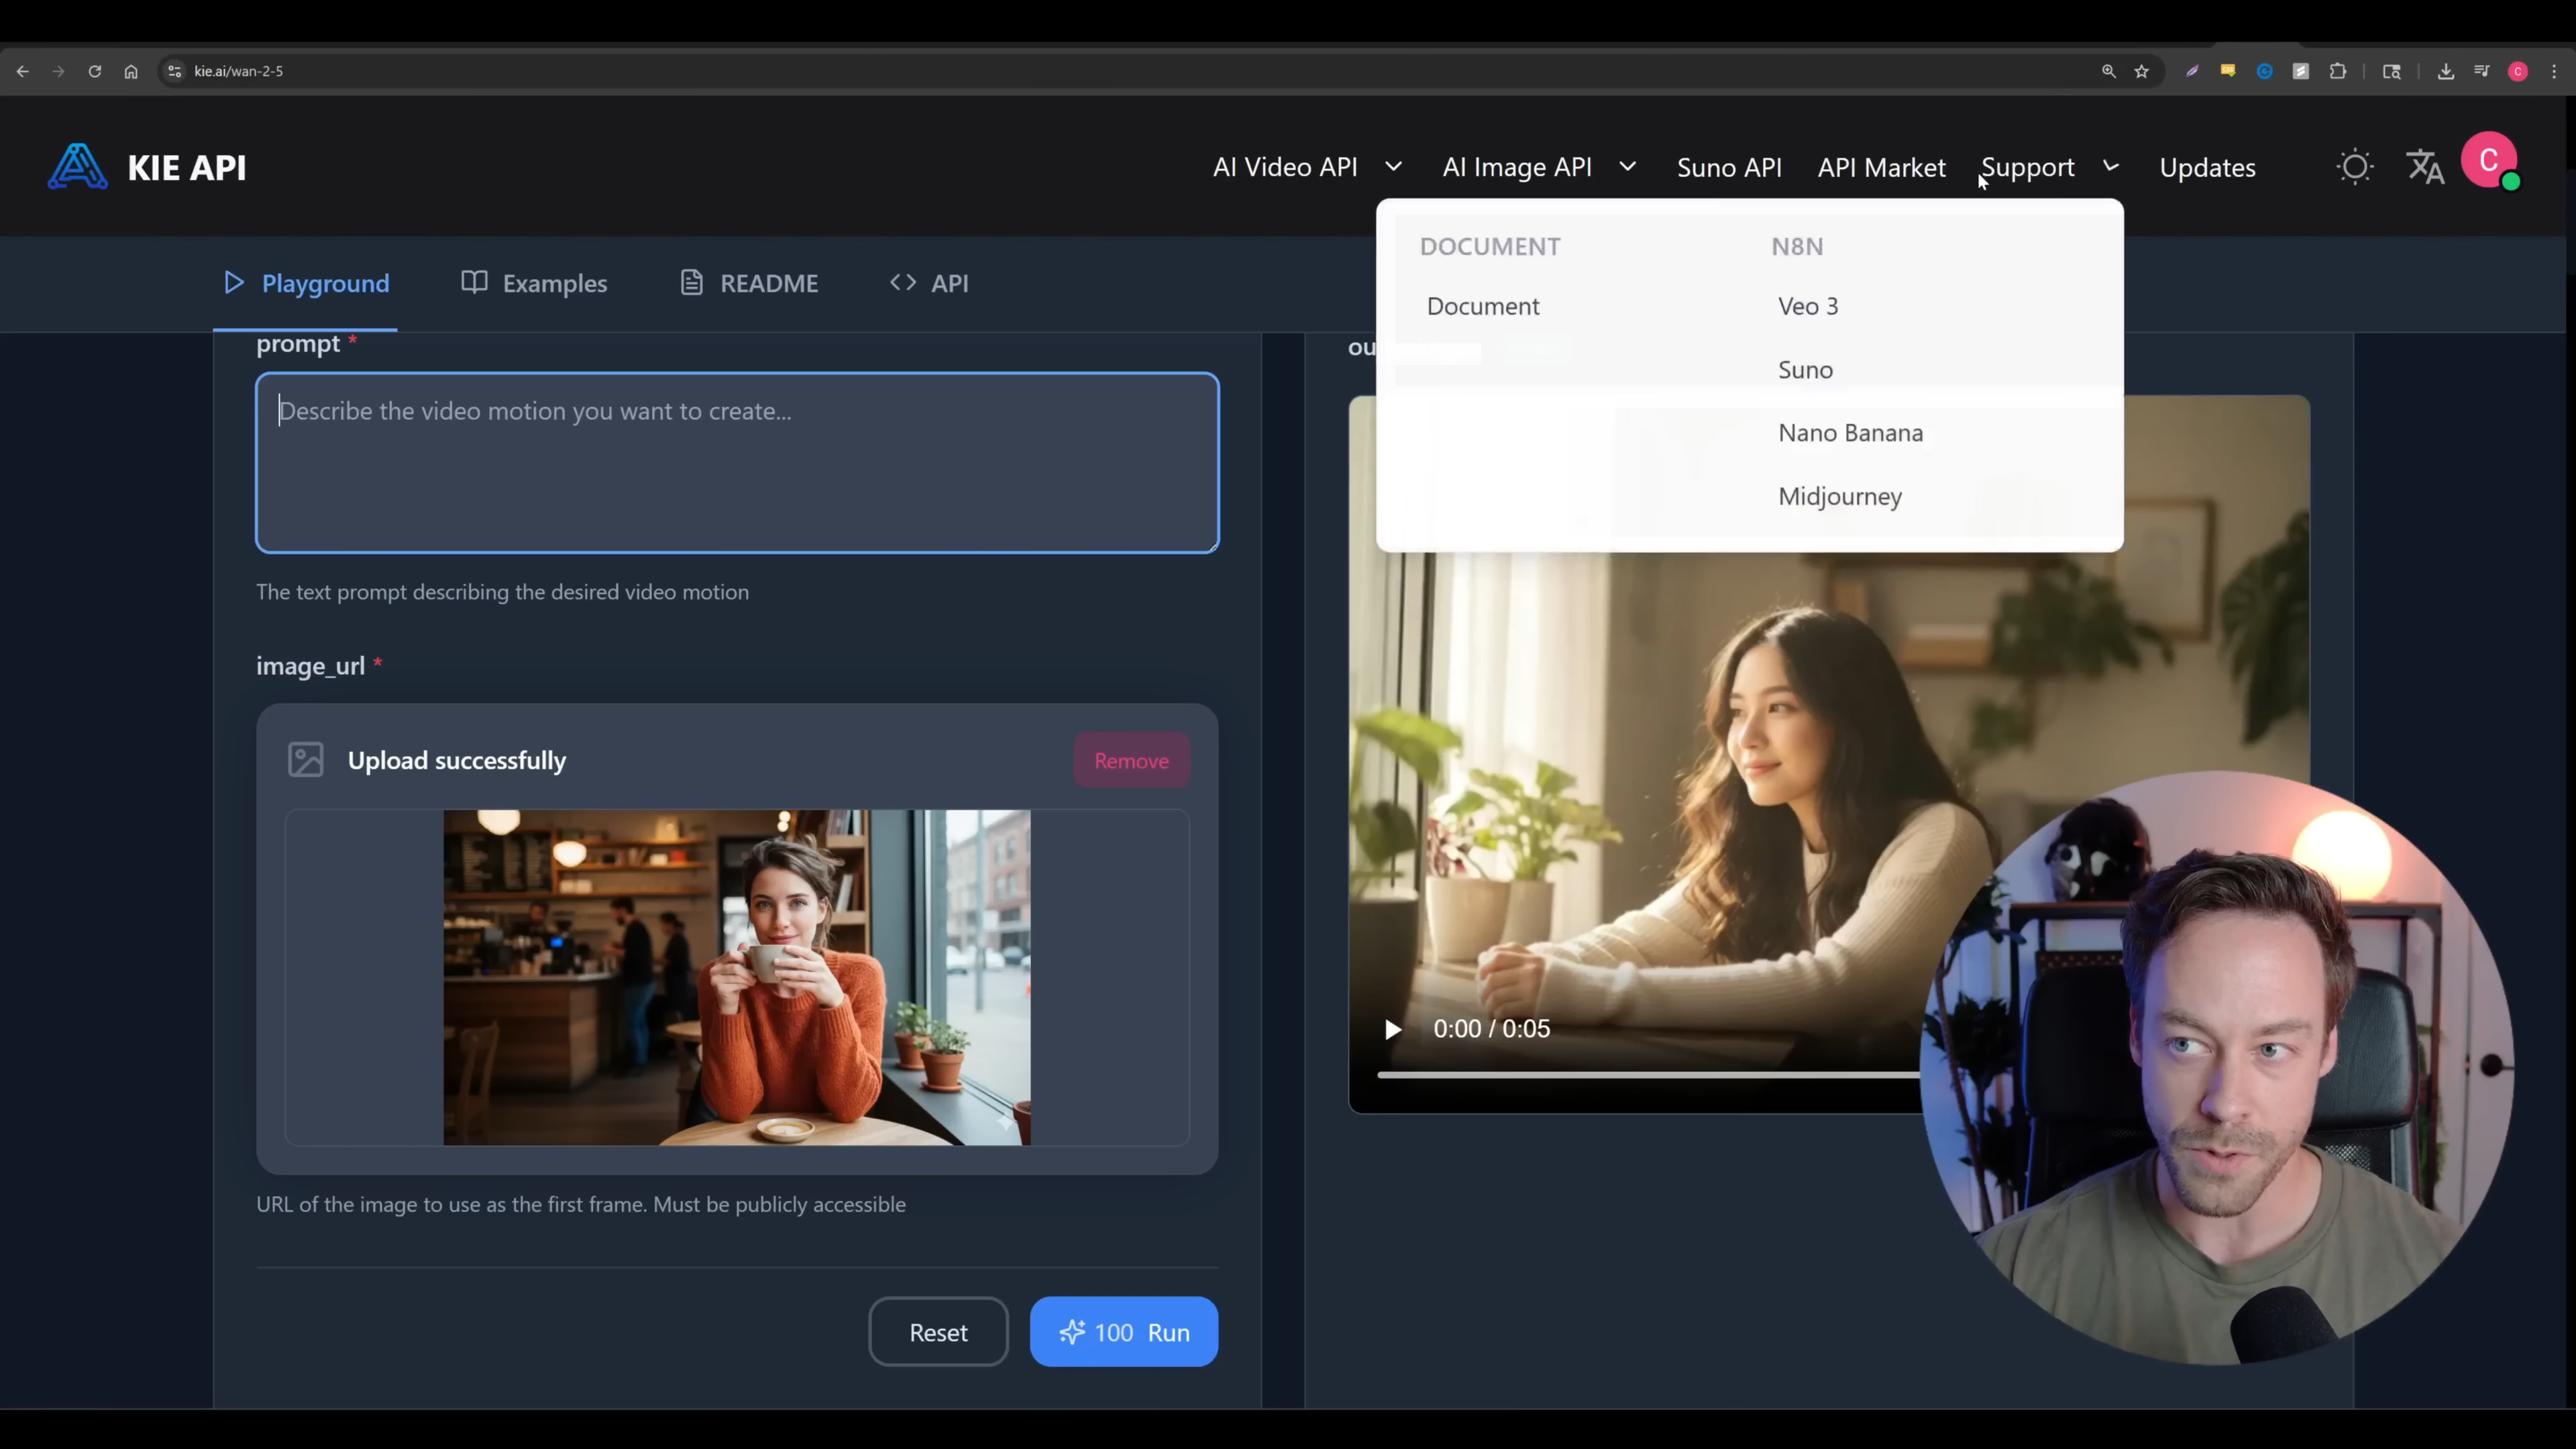 kie.ai/wan-2-5
C
KIE API
AI Video API
AI Image API
Suno API
API Market
Support
Updates
C
Playground
Examples
README
API
DOCUMENT
N8N
Document
Veo 3
Suno
Nano Banana
Midjourney
prompt *
ou
Describe the video motion you want to create...
The text prompt describing the desired video motion
image_url *
Upload successfully
Remove
0:00 / 0:05
URL of the image to use as the first frame. Must be publicly accessible
Reset
100 Run